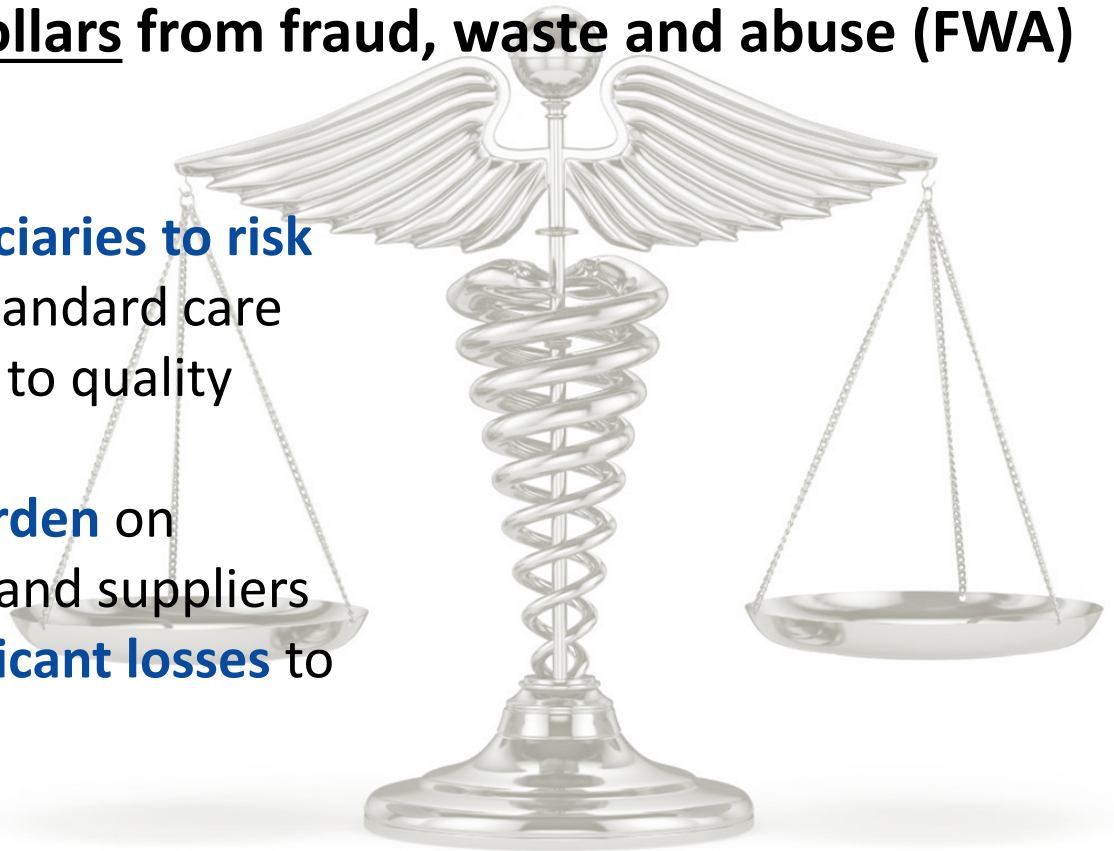 ollars from fraud, waste and abuse (FWA)
ciaries to risk
andard care
to quality
rden on
and suppliers
icant losses to